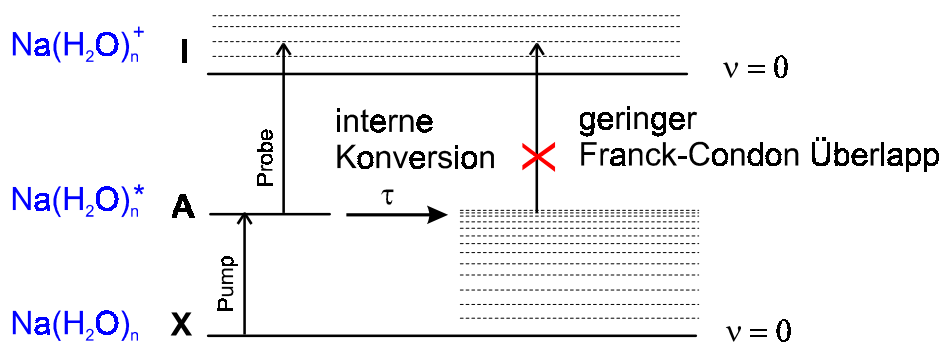 Na(H₂O)ₙ⁺ I
ν = 0
Probe
interne
Konversion
τ
geringer
Franck-Condon Überlapp
Na(H₂O)ₙ* A
Pump
Na(H₂O)ₙ X
ν = 0